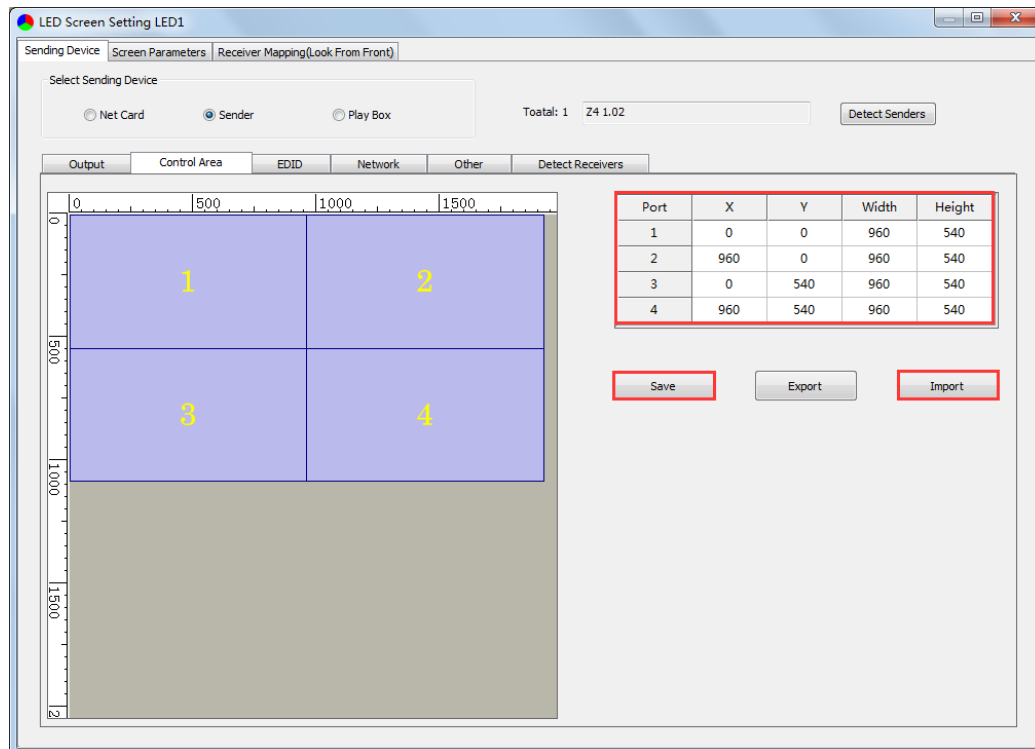 LED Screen Setting LED1
Sending Device Screen Parameters Receiver Mapping(Look From Front)
Select Sending Device
Net Card Sender Play Box Toatal: 1 Z4 1.02 Detect Senders
Output Control Area EDID Network Other Detect Receivers
0 500 1000 1500
0
500
1000
1500
2
1 2
3 4
Port X Y Width Height
1 0 0 960 540
2 960 0 960 540
3 0 540 960 540
4 960 540 960 540
Save Export Import